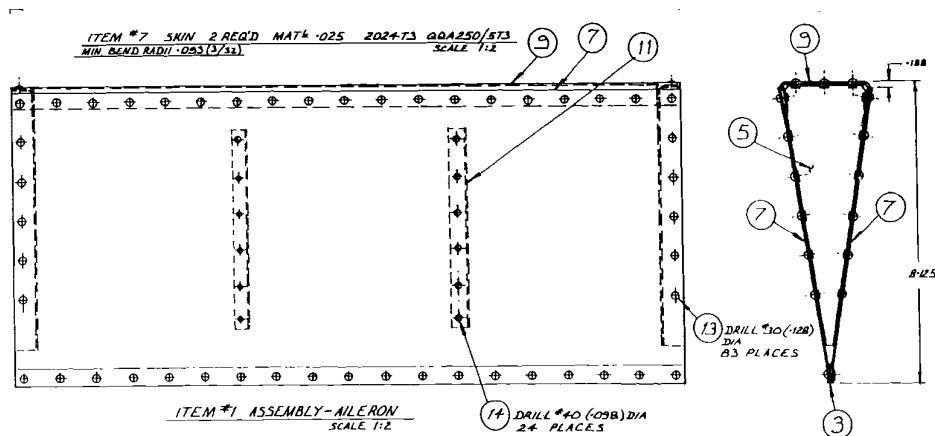 ITEM #7 SKIN 2 REQ'D MAT'L .025 2024-T3 QQA250/5T3
MIN. BEND RADII .093 (3/32)
SCALE 1:2
9
7
11
9
.188
5
7
7
8.125
13 DRILL #30 (.128)
DIA
83 PLACES
ITEM #1 ASSEMBLY-AILERON
SCALE 1:2
14 DRILL #40 (.098) DIA
24 PLACES
3